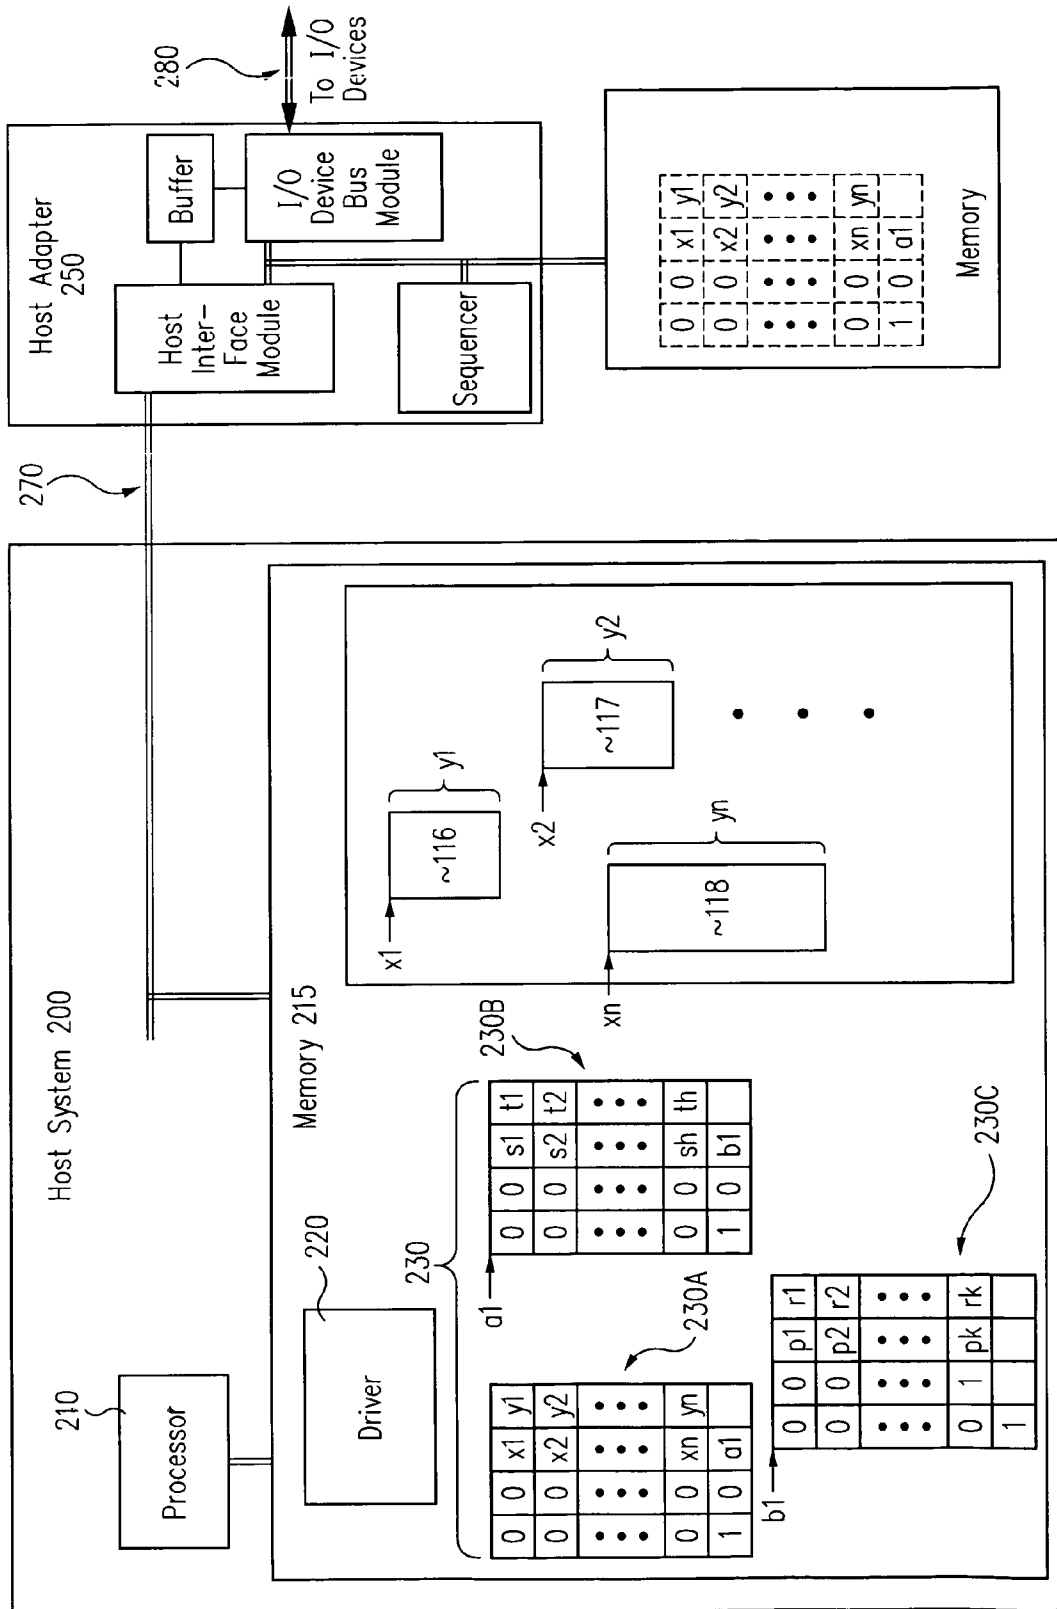 Host System 200
210
Processor
Memory 215
220
Driver
230
x1 y1
0 0 x1 y1
0 0 x2 y2
0 0 xn yn
1 0 a1
230A
a1
0 0 s1 t1
0 0 s2 t2
0 0 sh th
1 0 b1
230B
b1
0 0 p1 r1
0 0 p2 r2
0 1 pk rk
1
230C
~116
x2
~117
y2
xn
~118
yn
270
Host Adapter
250
Host
Inter-
Face
Module
Buffer
I/O
Device
Bus
Module
Sequencer
280
To I/O
Devices
0 0 x1 y1
0 0 x2 y2
0 0 xn yn
1 0 a1
Memory